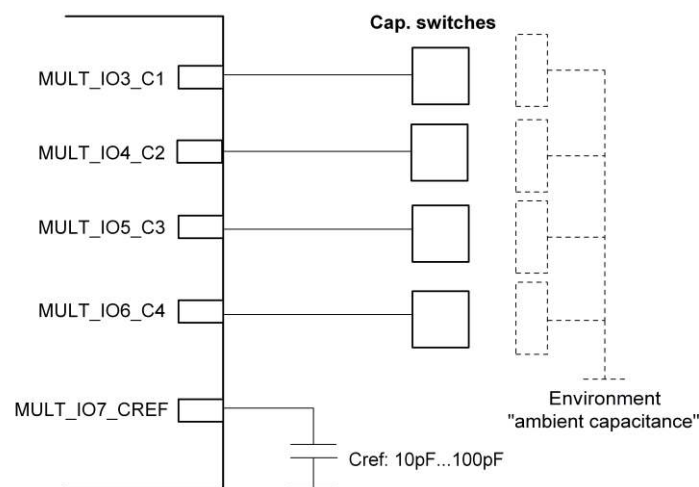 Cap. switches
MULT_IO3_C1
MULT_IO4_C2
MULT_IO5_C3
MULT_IO6_C4
MULT_IO7_CREF
Environment
"ambient capacitance"
Cref: 10pF...100pF